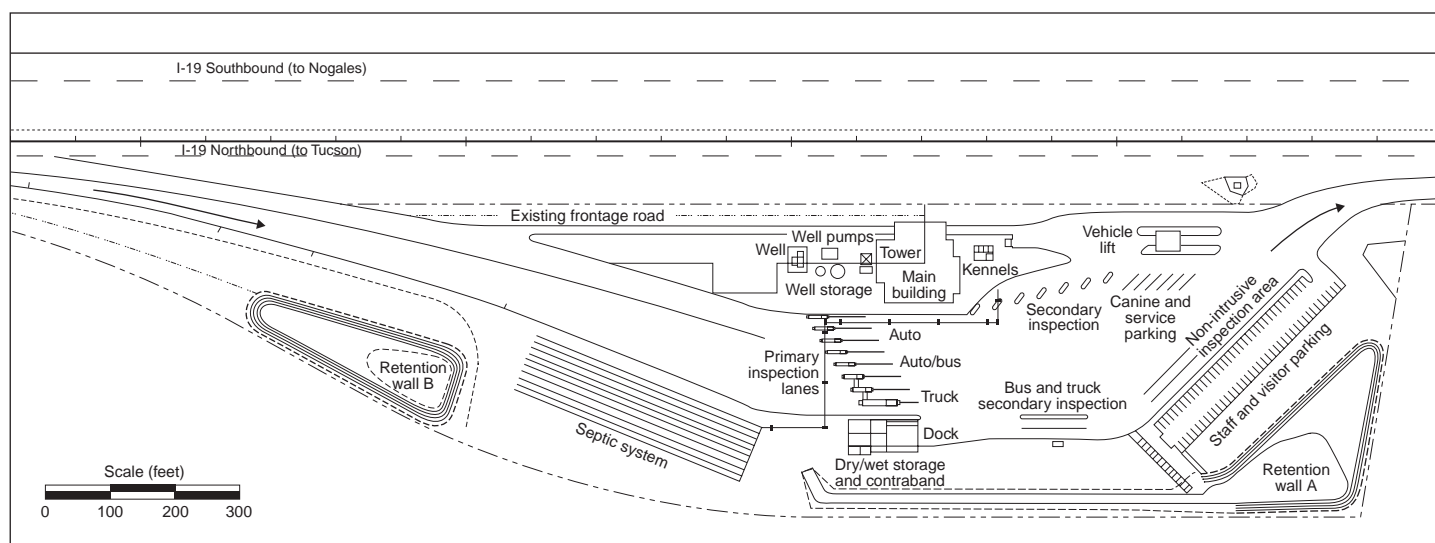 I-19 Southbound (to Nogales)
I-19 Northbound (to Tucson)
Existing frontage road
Well pumps
Well
Tower
Well storage
Main
building
Kennels
Vehicle
lift
Secondary
inspection
Canine and
service
parking
Non-intrusive
inspection area
Staff and visitor parking
Primary
inspection
lanes
Auto
Auto/bus
Truck
Bus and truck
secondary inspection
Retention
wall B
Septic system
Dock
Dry/wet storage
and contraband
Retention
wall A
Scale (feet)
0 100 200 300